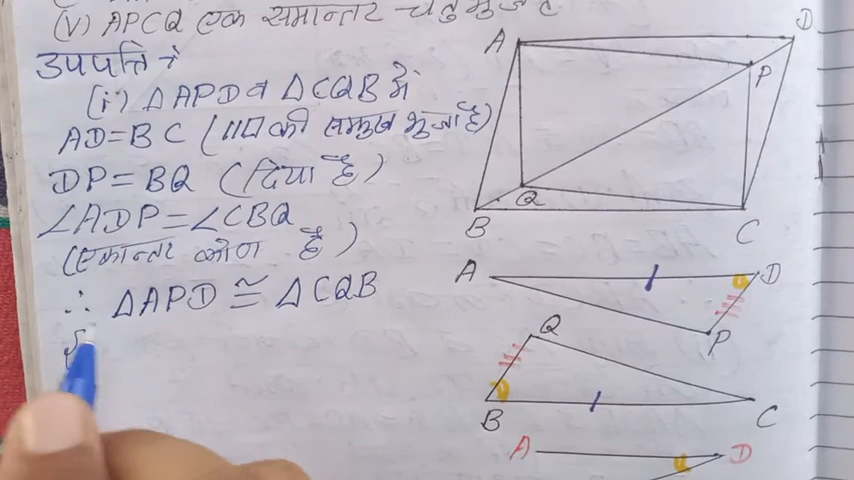 (v) APCQ एक समान्तर चतुर्भुज है
उपपत्ति :-
(i) △APD व △CQB में
AD = BC (||□ की सम्मुख भुजा है)
DP = BQ (दिया है)
∠ADP = ∠CBQ
(एकान्तर कोण है)
∴ △APD ≅ △CQB
A
D
P
Q
B
C
A
D
P
Q
B
C
A
D